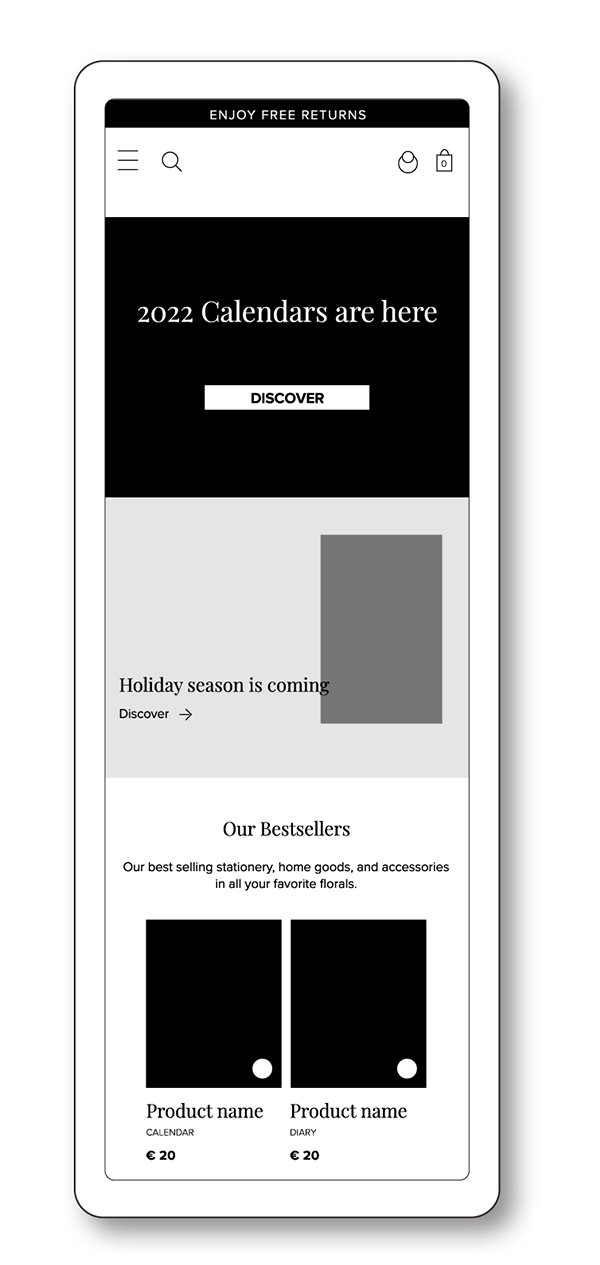 ENJOY FREE RETURNS
0
2022 Calendars are here
DISCOVER
Holiday season is coming
Discover
Our Bestsellers
Our best selling stationery, home goods, and accessories
in all your favorite florals.
Product name Product name
CALENDAR DIARY
€ 20 € 20